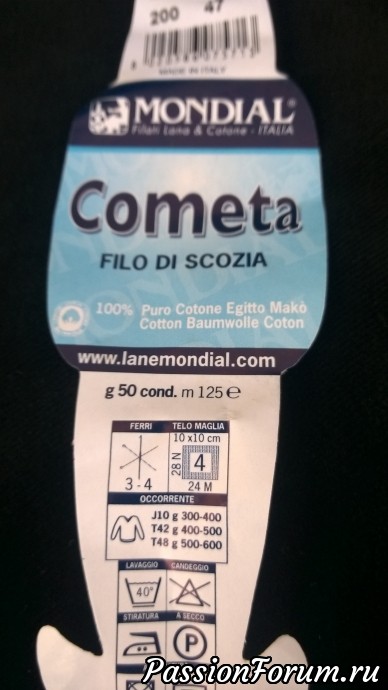 200 47
MADE IN ITALY
MONDIAL®
Filati Lana & Cotone - ITALIA
Cometa
FILO DI SCOZIA
100% Puro Cotone Egitto Makò
Cotton Baumwolle Coton
www.lanemondial.com
g 50 cond. m 125 e
FERRI TELO MAGLIA
10 x 10 cm
28 N 4
3 - 4 24 M
OCCORRENTE
J10 g 300-400
T42 g 400-500
T48 g 500-600
LAVAGGIO CANDEGGIO
40°
STIRATURA A SECCO
P
PassionForum.ru